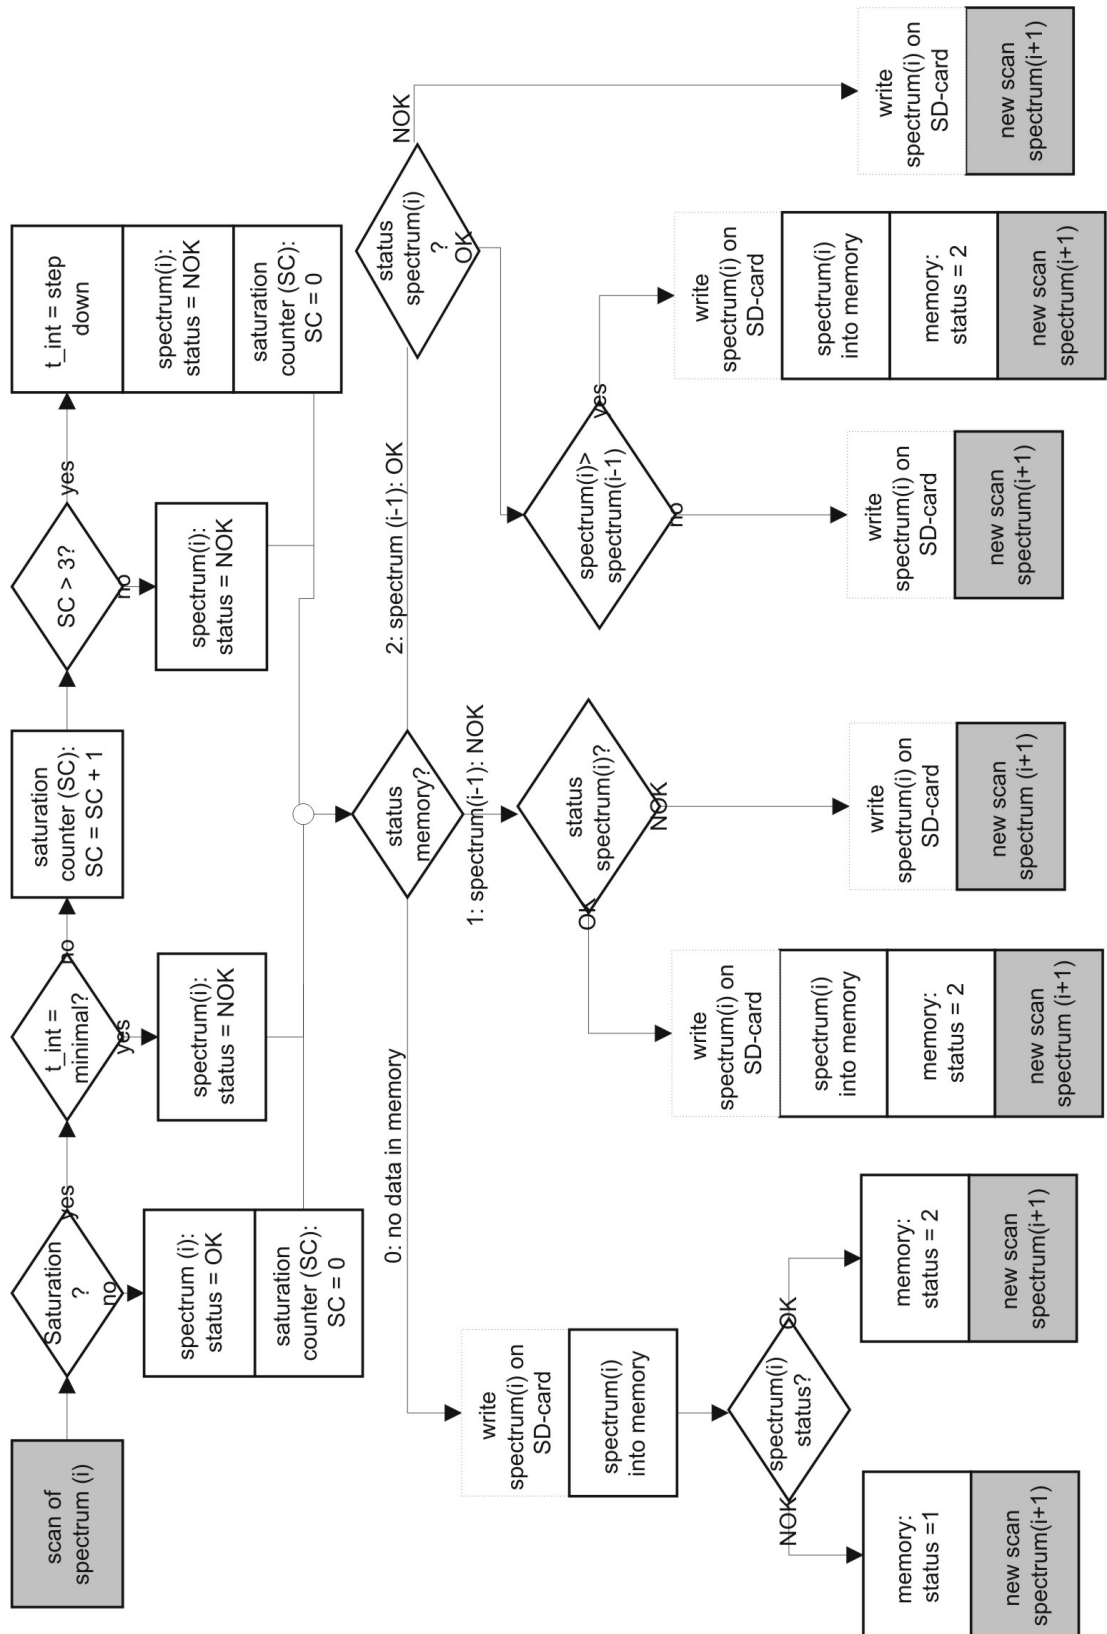 scan of
spectrum (i)
Saturation
?
yes
no
t_int =
minimal?
no
yes
saturation
counter (SC):
SC = SC + 1
SC > 3?
yes
no
t_int = step
down
spectrum(i):
status = NOK
saturation
counter (SC):
SC = 0
spectrum (i):
status = OK
saturation
counter (SC):
SC = 0
spectrum(i):
status = NOK
spectrum(i):
status = NOK
0: no data in memory
status
memory?
2: spectrum (i-1): OK
1: spectrum(i-1): NOK
status
spectrum(i)
?
OK
NOK
write
spectrum(i) on
SD-card
spectrum(i)
into memory
spectrum(i)
status?
NOK
OK
memory:
status =1
new scan
spectrum(i+1)
memory:
status = 2
new scan
spectrum(i+1)
status
spectrum(i)?
OK
NOK
write
spectrum(i) on
SD-card
spectrum(i)
into memory
memory:
status = 2
new scan
spectrum (i+1)
write
spectrum(i) on
SD-card
new scan
spectrum (i+1)
spectrum(i)>
spectrum(i-1)
no
yes
write
spectrum(i) on
SD-card
new scan
spectrum(i+1)
write
spectrum(i) on
SD-card
spectrum(i)
into memory
memory:
status = 2
new scan
spectrum(i+1)
write
spectrum(i) on
SD-card
new scan
spectrum(i+1)